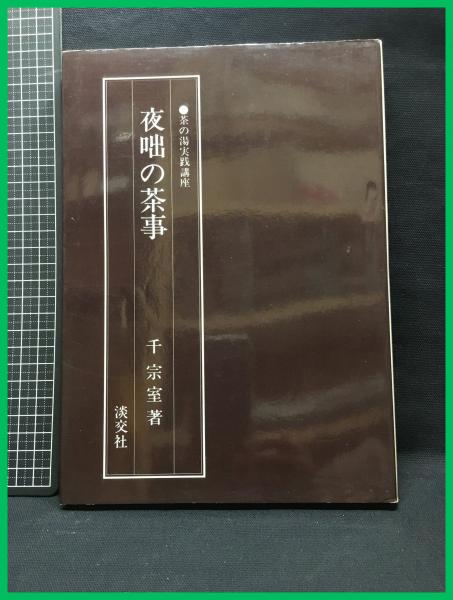 ●茶の湯実践講座
夜咄の茶事
千宗室著
淡交社